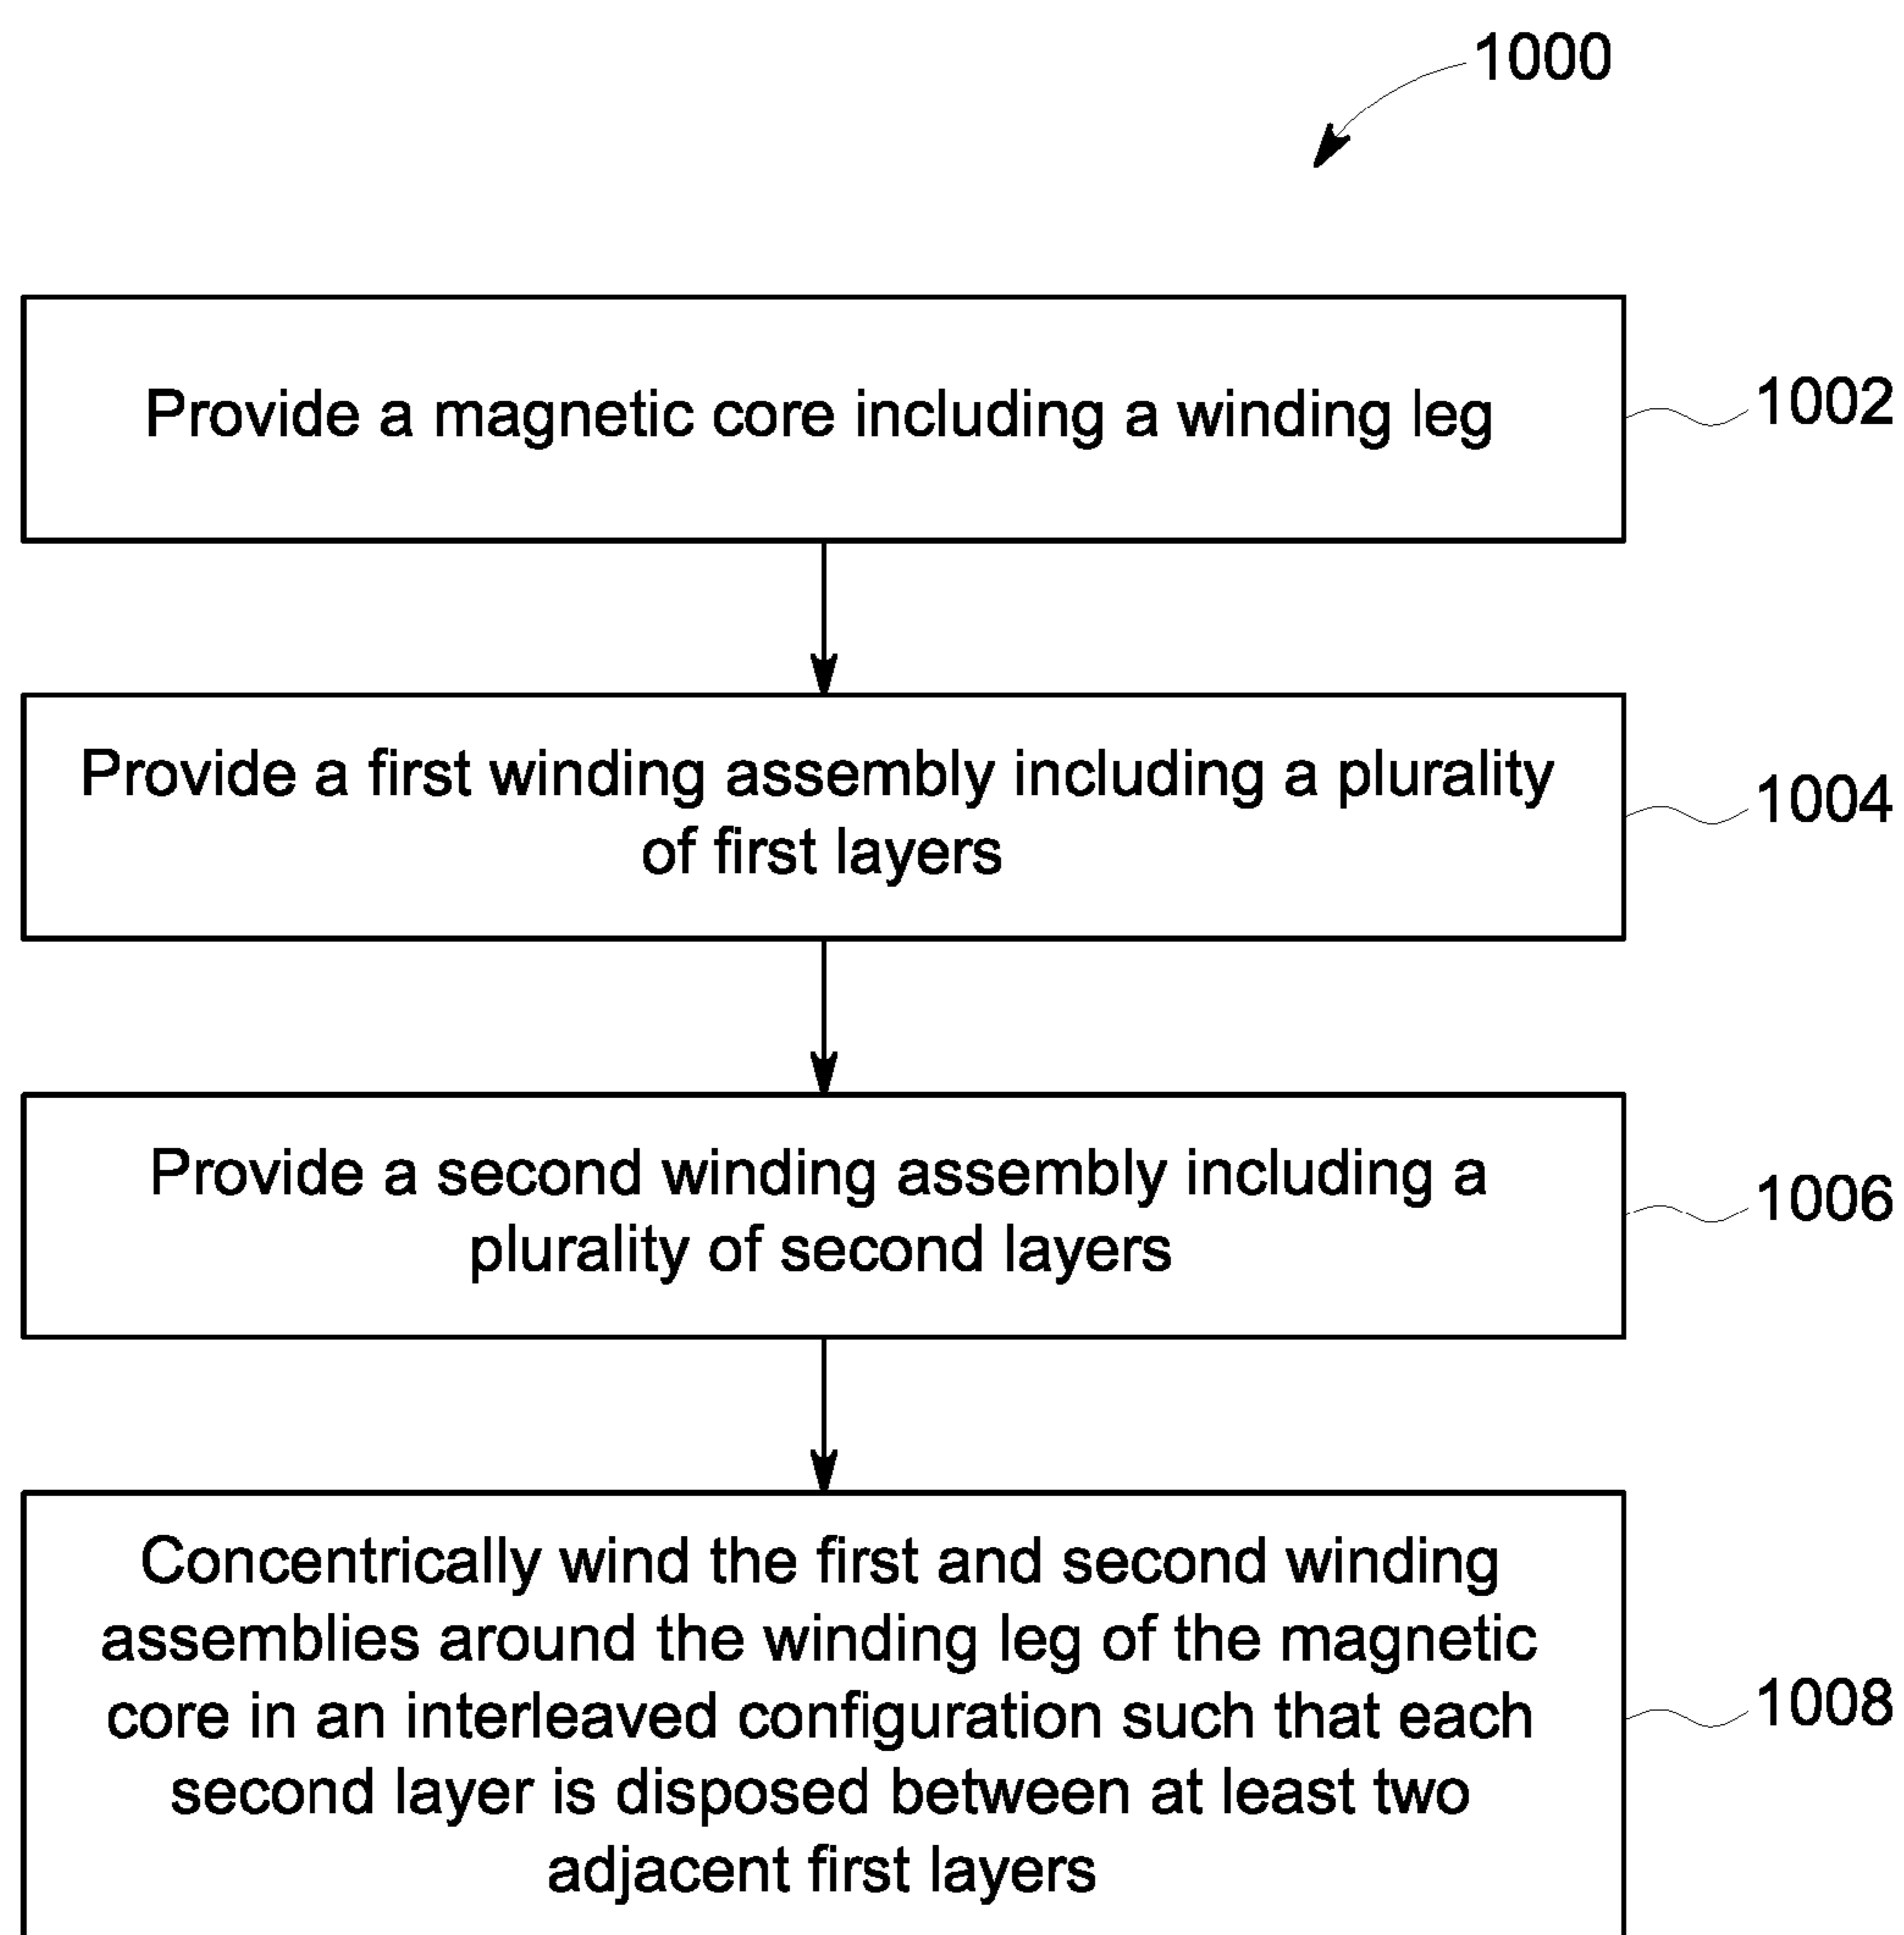 1000
Provide a magnetic core including a winding leg
1002
Provide a first winding assembly including a plurality
of first layers
1004
Provide a second winding assembly including a
plurality of second layers
1006
Concentrically wind the first and second winding
assemblies around the winding leg of the magnetic
core in an interleaved configuration such that each
second layer is disposed between at least two
adjacent first layers
1008